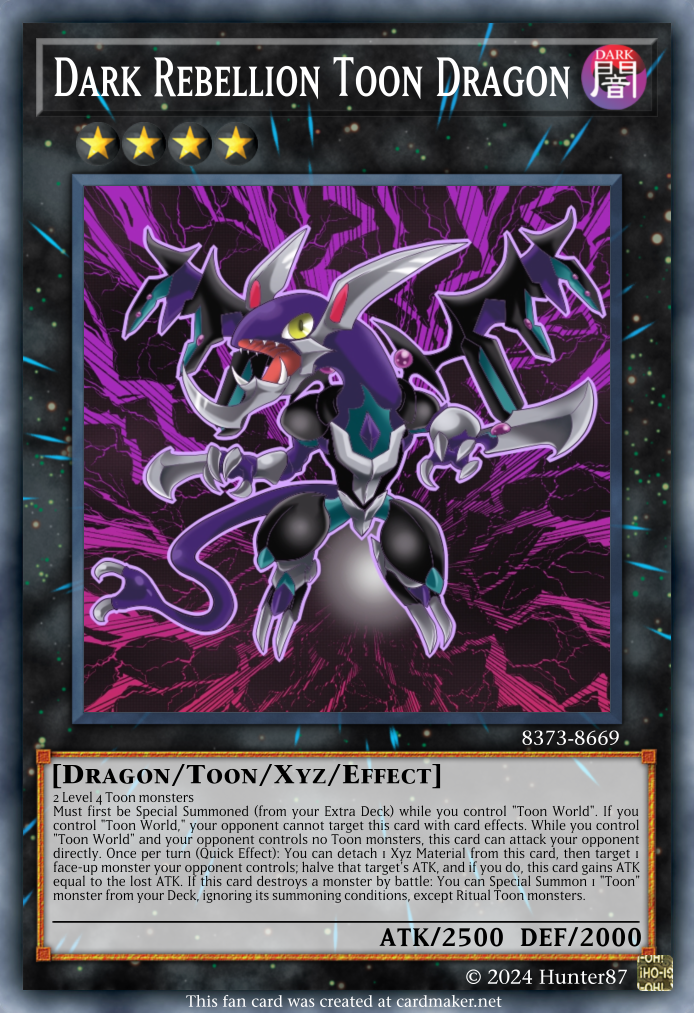 DARK REBELLION TOON DRAGON
DARK
闇
8373-8669
[DRAGON/TOON/XYZ/EFFECT]
2 Level 4 Toon monsters
Must first be Special Summoned (from your Extra Deck) while you control "Toon World". If you
control "Toon World," your opponent cannot target this card with card effects. While you control
"Toon World" and your opponent controls no Toon monsters, this card can attack your opponent
directly. Once per turn (Quick Effect): You can detach 1 Xyz Material from this card, then target 1
face-up monster your opponent controls; halve that target's ATK, and if you do, this card gains ATK
equal to the lost ATK. If this card destroys a monster by battle: You can Special Summon 1 "Toon"
monster from your Deck, ignoring its summoning conditions, except Ritual Toon monsters.
ATK/2500 DEF/2000
© 2024 Hunter87
This fan card was created at cardmaker.net